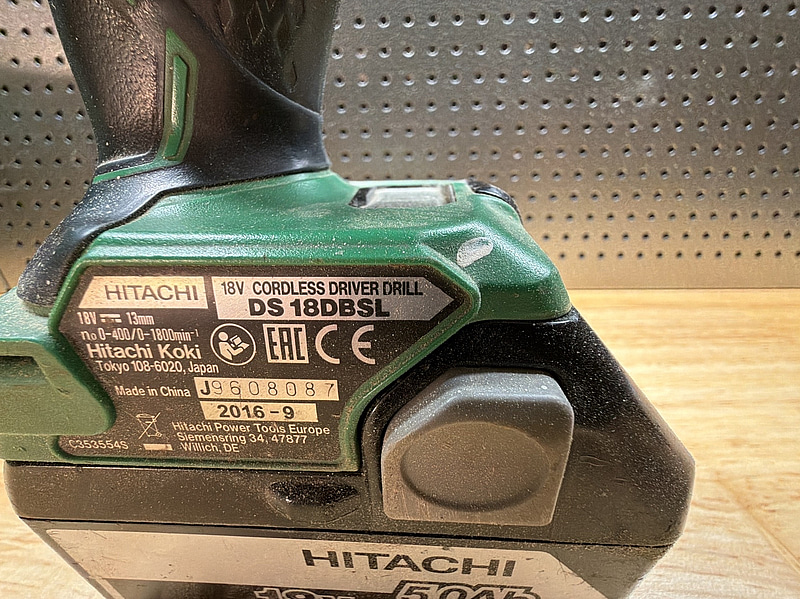 HITACHI
18V CORDLESS DRIVER DRILL
DS 18DBSL
18V ⎓ 13mm
n₀ 0-400/0-1800min⁻¹
Hitachi Koki
Tokyo 108-6020, Japan
EAC CE
Made in China J9608087
2016-9
Hitachi Power Tools Europe
Siemensring 34, 47877
Willich, DE
C353554S
HITACHI
18V 5.0Ah